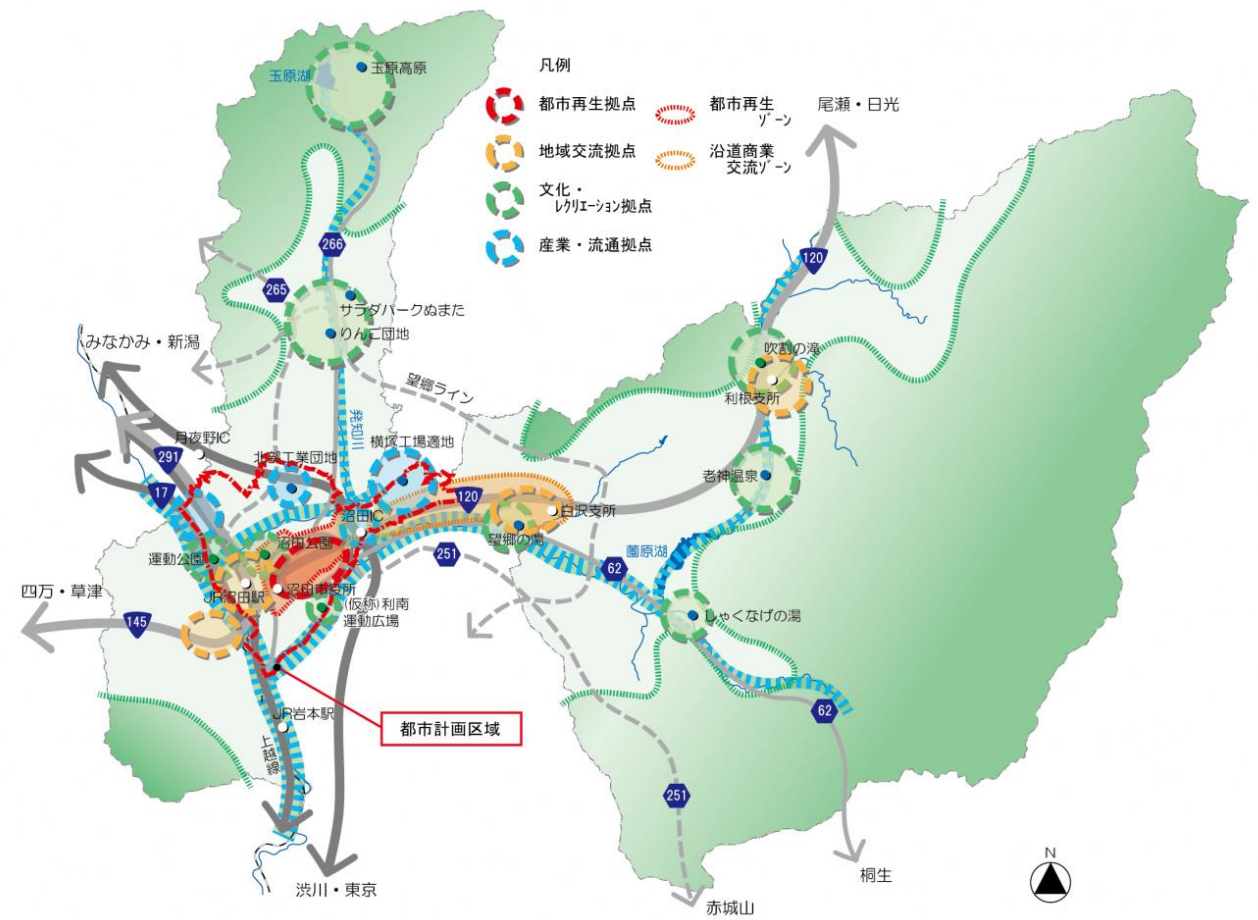 玉原湖
玉原高原
凡例
都市再生拠点
都市再生
ｿﾞｰﾝ
地域交流拠点
沿道商業
交流ｿﾞｰﾝ
文化・
ﾚｸﾘｴｰｼｮﾝ拠点
産業・流通拠点
尾瀬・日光
266
120
265
サラダパークぬまた
りんご団地
みなかみ・新潟
望郷ライン
吹割の滝
利根支所
発知川
月夜野IC
北部工業団地
横塚工場適地
291
17
120
老神温泉
白沢支所
沼田IC
望郷の湯
沼田公園
運動公園
251
薗原湖
62
四万・草津
JR沼田駅
沼田市役所
(仮称)利南
運動広場
145
しゃくなげの湯
JR岩本駅
都市計画区域
62
上越線
251
渋川・東京
桐生
赤城山
N